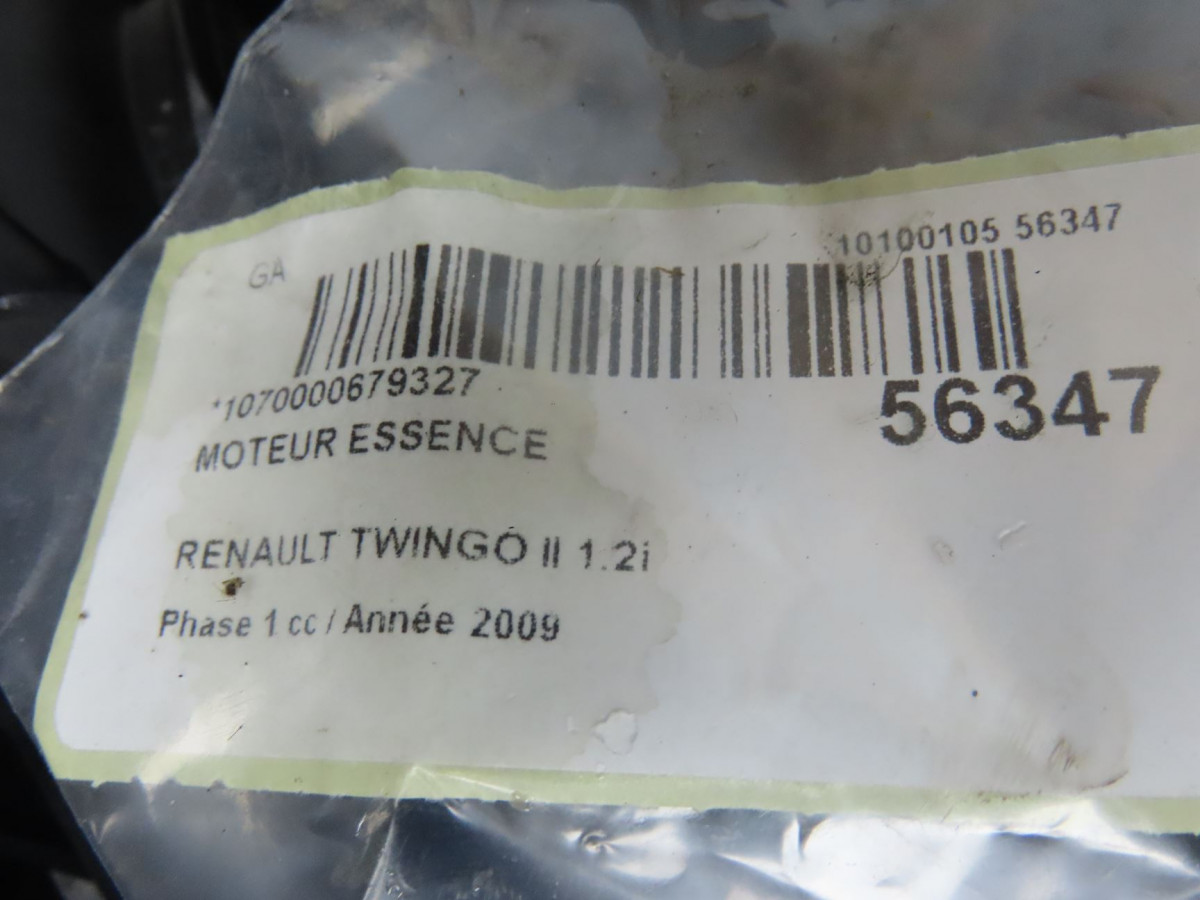 GA
10100105 56347
*1070000679327
56347
MOTEUR ESSENCE
RENAULT TWINGO II 1.2i
Phase 1 cc / Année 2009